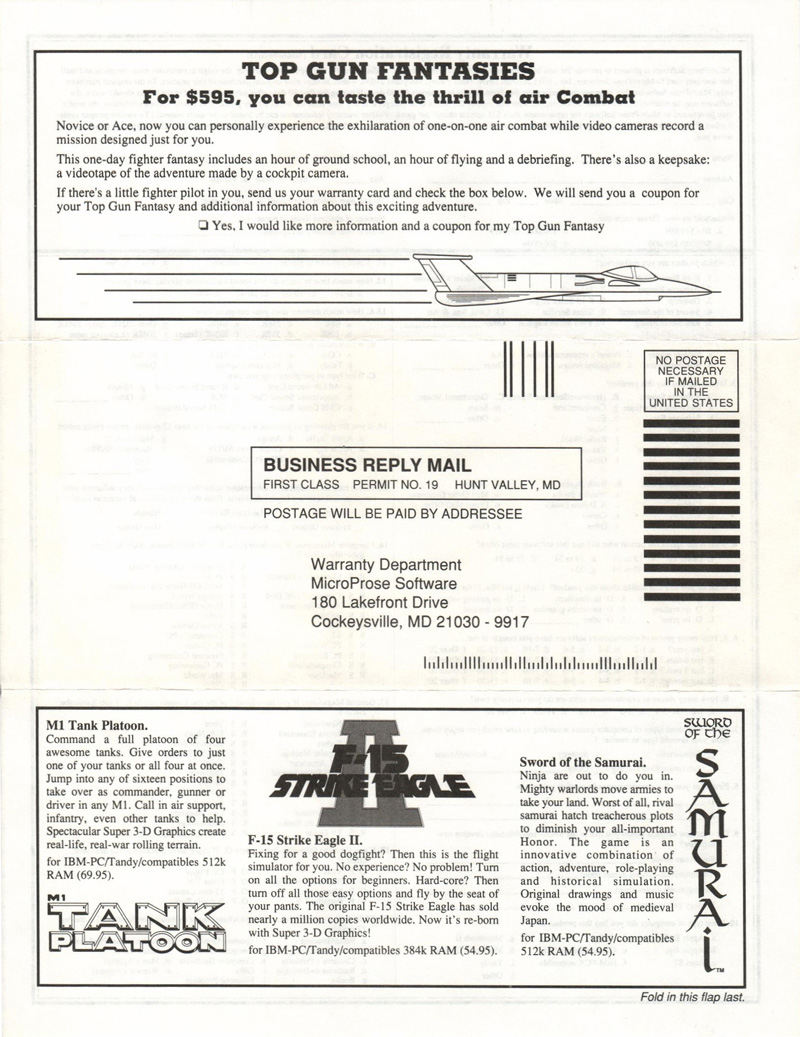 TOP GUN FANTASIES
For $595, you can taste the thrill of air Combat
Novice or Ace, now you can personally experience the exhilaration of one-on-one air combat while video cameras record a
mission designed just for you.
This one-day fighter fantasy includes an hour of ground school, an hour of flying and a debriefing. There's also a keepsake:
a videotape of the adventure made by a cockpit camera.
If there's a little fighter pilot in you, send us your warranty card and check the box below. We will send you a coupon for
your Top Gun Fantasy and additional information about this exciting adventure.
❏ Yes, I would like more information and a coupon for my Top Gun Fantasy
NO POSTAGE
NECESSARY
IF MAILED
IN THE
UNITED STATES
BUSINESS REPLY MAIL
FIRST CLASS PERMIT NO. 19 HUNT VALLEY, MD
POSTAGE WILL BE PAID BY ADDRESSEE
Warranty Department
MicroProse Software
180 Lakefront Drive
Cockeysville, MD 21030 - 9917
M1 Tank Platoon.
Command a full platoon of four
awesome tanks. Give orders to just
one of your tanks or all four at once.
Jump into any of sixteen positions to
take over as commander, gunner or
driver in any M1. Call in air support,
infantry, even other tanks to help.
Spectacular Super 3-D Graphics create
real-life, real-war rolling terrain.
for IBM-PC/Tandy/compatibles 512k
RAM (69.95).
M1
TANK
PLATOON
II
F-15
STRIKE EAGLE
F-15 Strike Eagle II.
Fixing for a good dogfight? Then this is the flight
simulator for you. No experience? No problem! Turn
on all the options for beginners. Hard-core? Then
turn off all those easy options and fly by the seat of
your pants. The original F-15 Strike Eagle has sold
nearly a million copies worldwide. Now it's re-born
with Super 3-D Graphics!
for IBM-PC/Tandy/compatibles 384k RAM (54.95).
Sword of the Samurai.
Ninja are out to do you in.
Mighty warlords move armies to
take your land. Worst of all, rival
samurai hatch treacherous plots
to diminish your all-important
Honor. The game is an
innovative combination of
action, adventure, role-playing
and historical simulation.
Original drawings and music
evoke the mood of medieval
Japan.
for IBM-PC/Tandy/compatibles
512k RAM (54.95).
SWORD
OF the
SAMURAi™
Fold in this flap last.